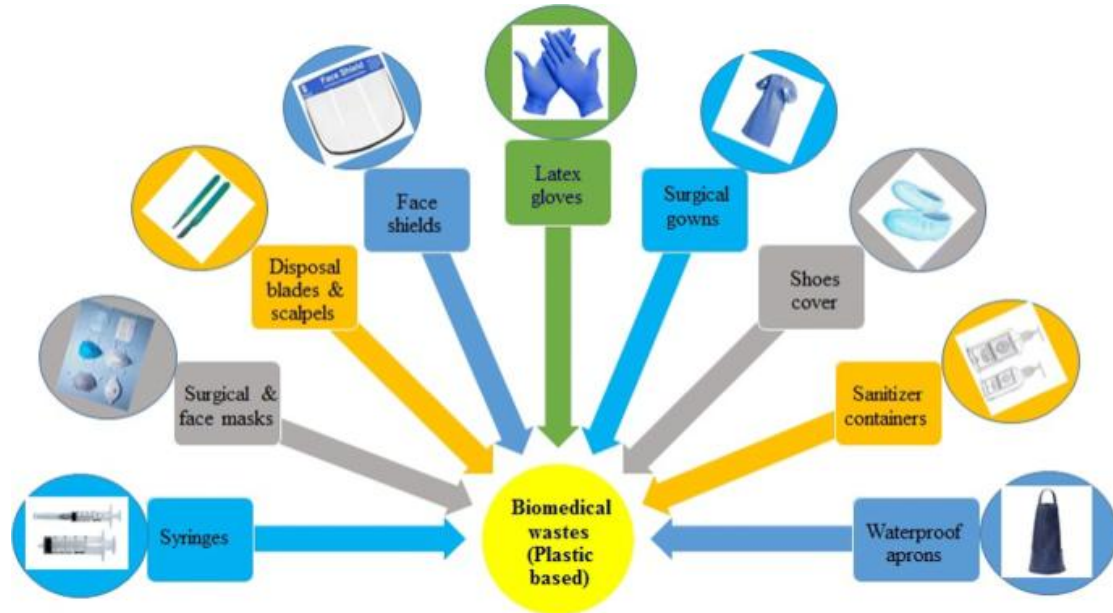 Face Shield
Latex
gloves
Face
shields
Surgical
gowns
Disposal
blades &
scalpels
Shoes
cover
Surgical &
face masks
Sanitizer
containers
Syringes
Biomedical
wastes
(Plastic
based)
Waterproof
aprons